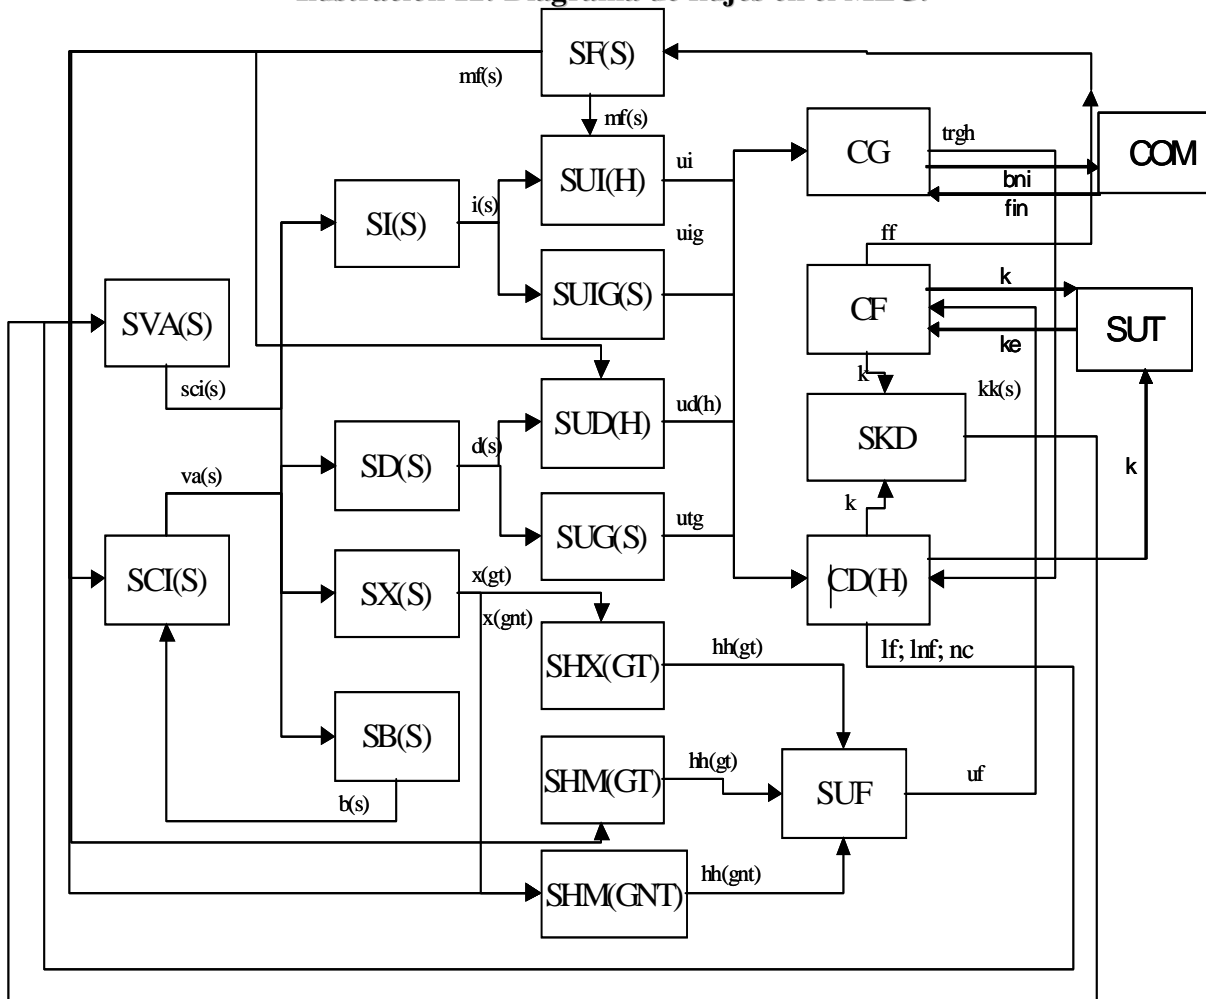 SF(S)
mf(s)
mf(s)
trgh
CG
COM
ui
SUI(H)
bni
fin
i(s)
SI(S)
uig
ff
SUIG(S)
CF
k
SVA(S)
SUT
ke
sci(s)
k
kk(s)
ud(h)
SUD(H)
SKD
d(s)
SD(S)
k
va(s)
k
utg
SUG(S)
SCI(S)
CD(H)
x(gt)
SX(S)
x(gnt)
lf; lnf; nc
hh(gt)
SHX(GT)
SB(S)
hh(gt)
uf
SHM(GT)
SUF
b(s)
hh(gnt)
SHM(GNT)